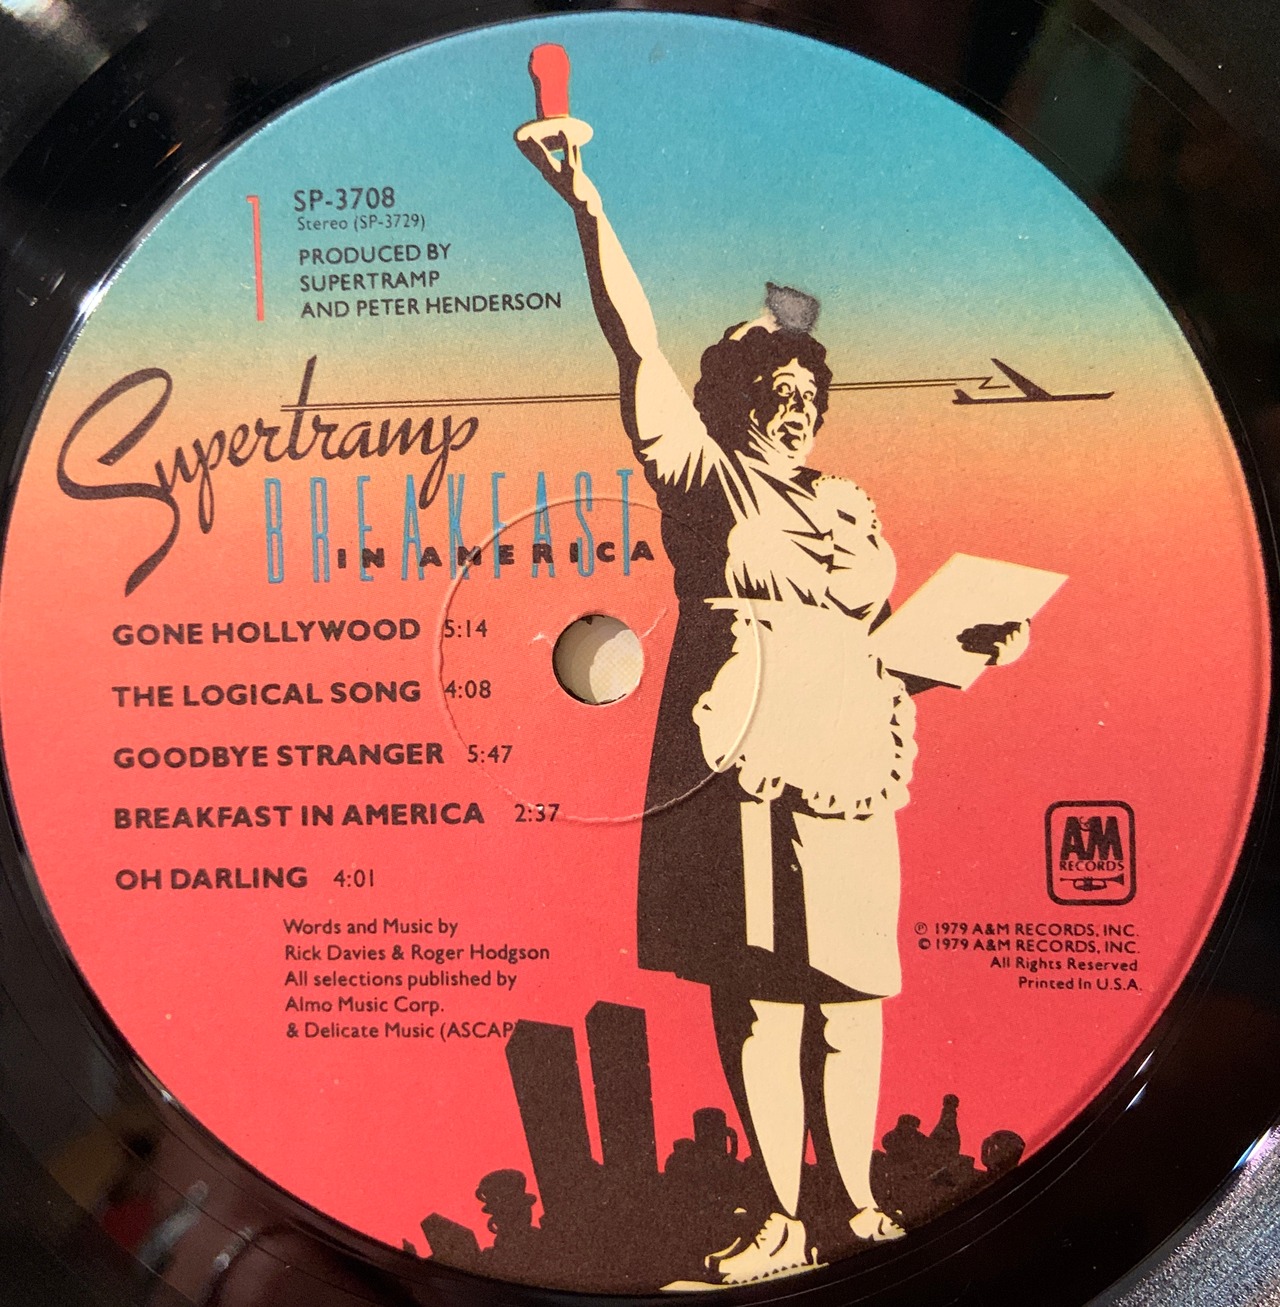 1
SP-3708
Stereo (SP-3729)
PRODUCED BY
SUPERTRAMP
AND PETER HENDERSON
Supertramp
BREAKFAST
IN AMERICA
GONE HOLLYWOOD 5:14
THE LOGICAL SONG 4:08
GOODBYE STRANGER 5:47
BREAKFAST IN AMERICA 2:37
OH DARLING 4:01
Words and Music by
Rick Davies & Roger Hodgson
All selections published by
Almo Music Corp.
& Delicate Music (ASCAP)
A&M
RECORDS
℗ 1979 A&M RECORDS, INC.
© 1979 A&M RECORDS, INC.
All Rights Reserved
Printed In U.S.A.